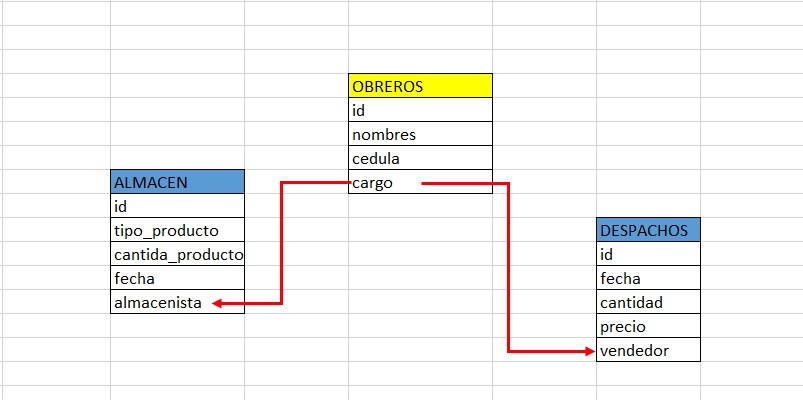 OBREROS
id
nombres
cedula
cargo
ALMACEN
id
tipo_producto
cantida_producto
fecha
almacenista
DESPACHOS
id
fecha
cantidad
precio
vendedor